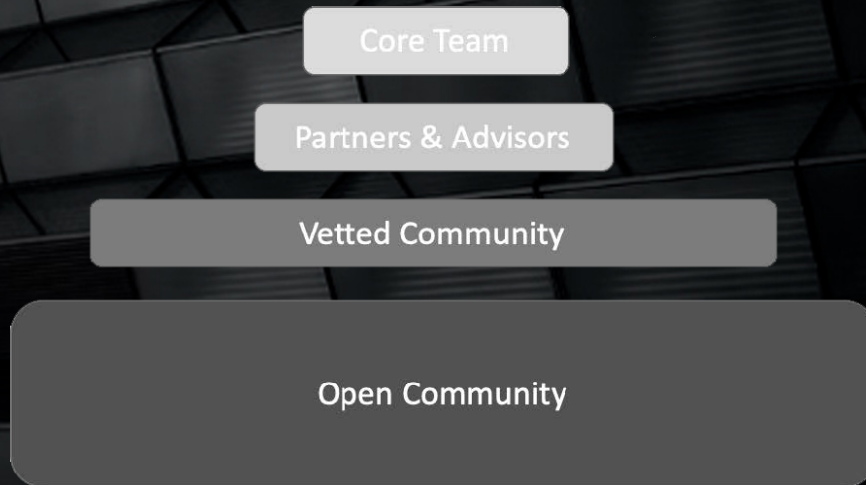 Core Team
Partners & Advisors
Vetted Community
Open Community